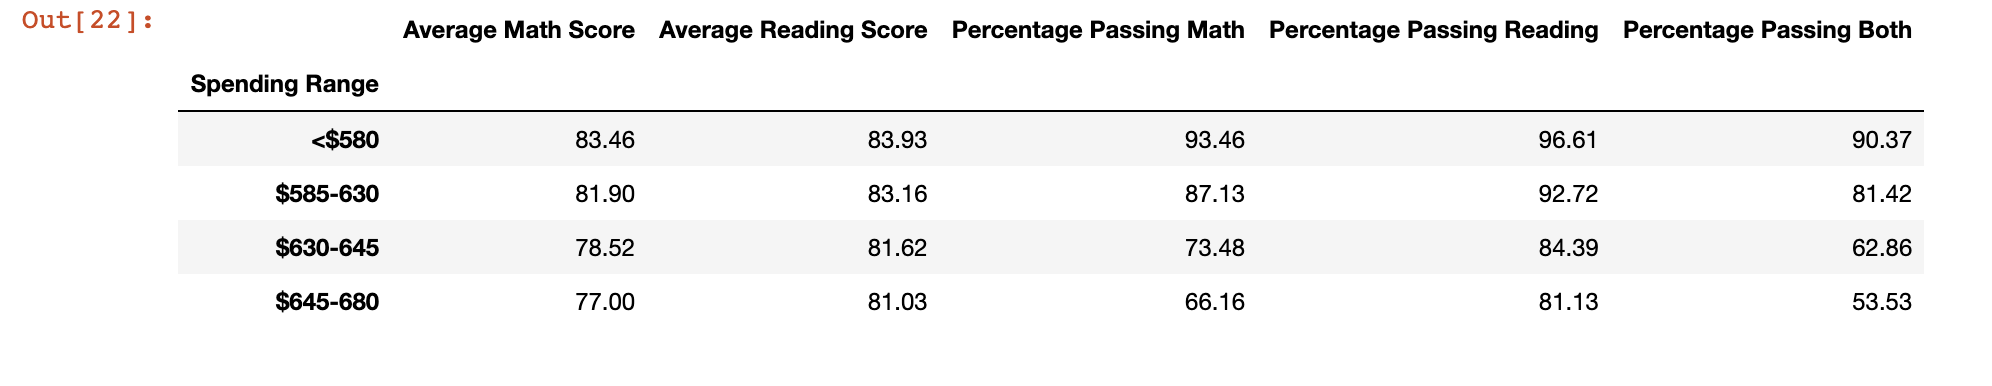 Out[22]:
Average Math Score Average Reading Score Percentage Passing Math Percentage Passing Reading Percentage Passing Both
Spending Range
<$580 83.46 83.93 93.46 96.61 90.37
$585-630 81.90 83.16 87.13 92.72 81.42
$630-645 78.52 81.62 73.48 84.39 62.86
$645-680 77.00 81.03 66.16 81.13 53.53